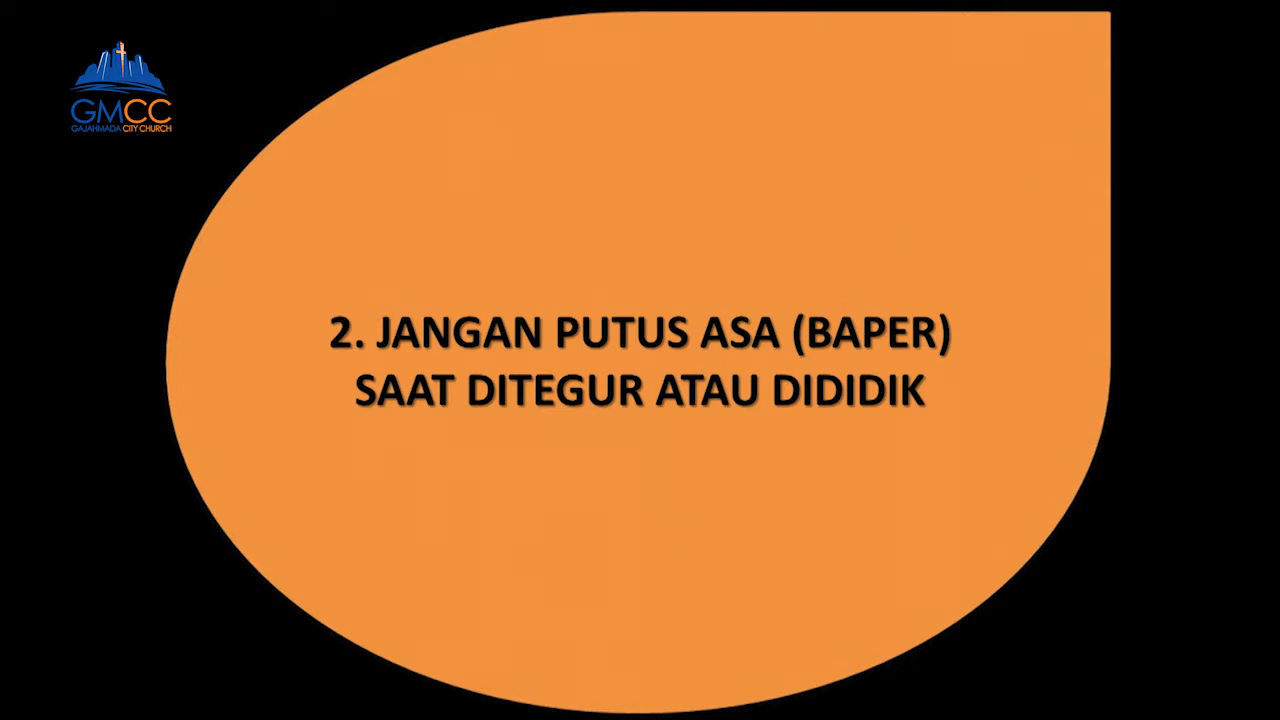 GMCC
GAJAHMADA CITY CHURCH
2. JANGAN PUTUS ASA (BAPER)
SAAT DITEGUR ATAU DIDIDIK